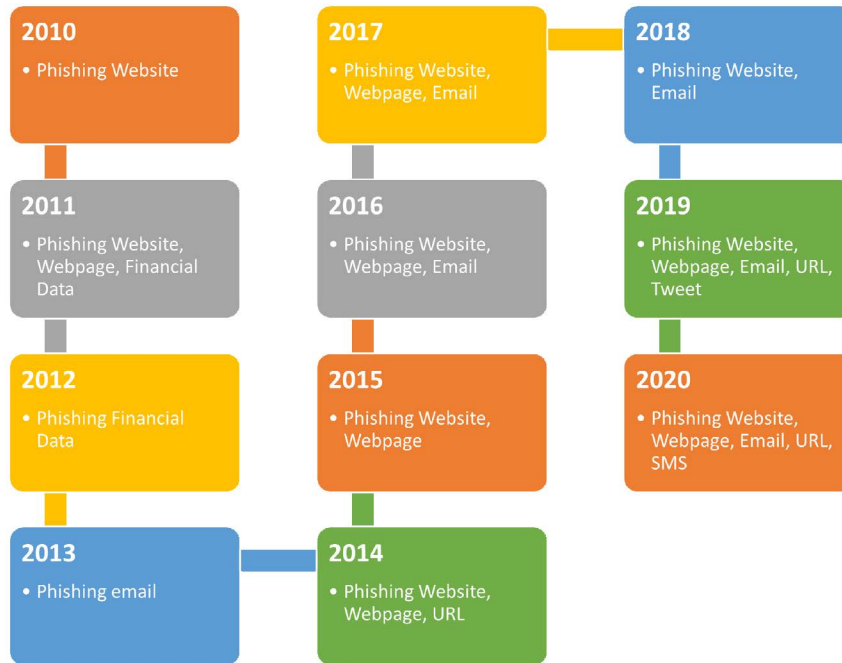 2010
• Phishing Website
2011
• Phishing Website,
Webpage, Financial
Data
2012
• Phishing Financial
Data
2013
• Phishing email
2014
• Phishing Website,
Webpage, URL
2015
• Phishing Website,
Webpage
2016
• Phishing Website,
Webpage, Email
2017
• Phishing Website,
Webpage, Email
2018
• Phishing Website,
Email
2019
• Phishing Website,
Webpage, Email, URL,
Tweet
2020
• Phishing Website,
Webpage, Email, URL,
SMS